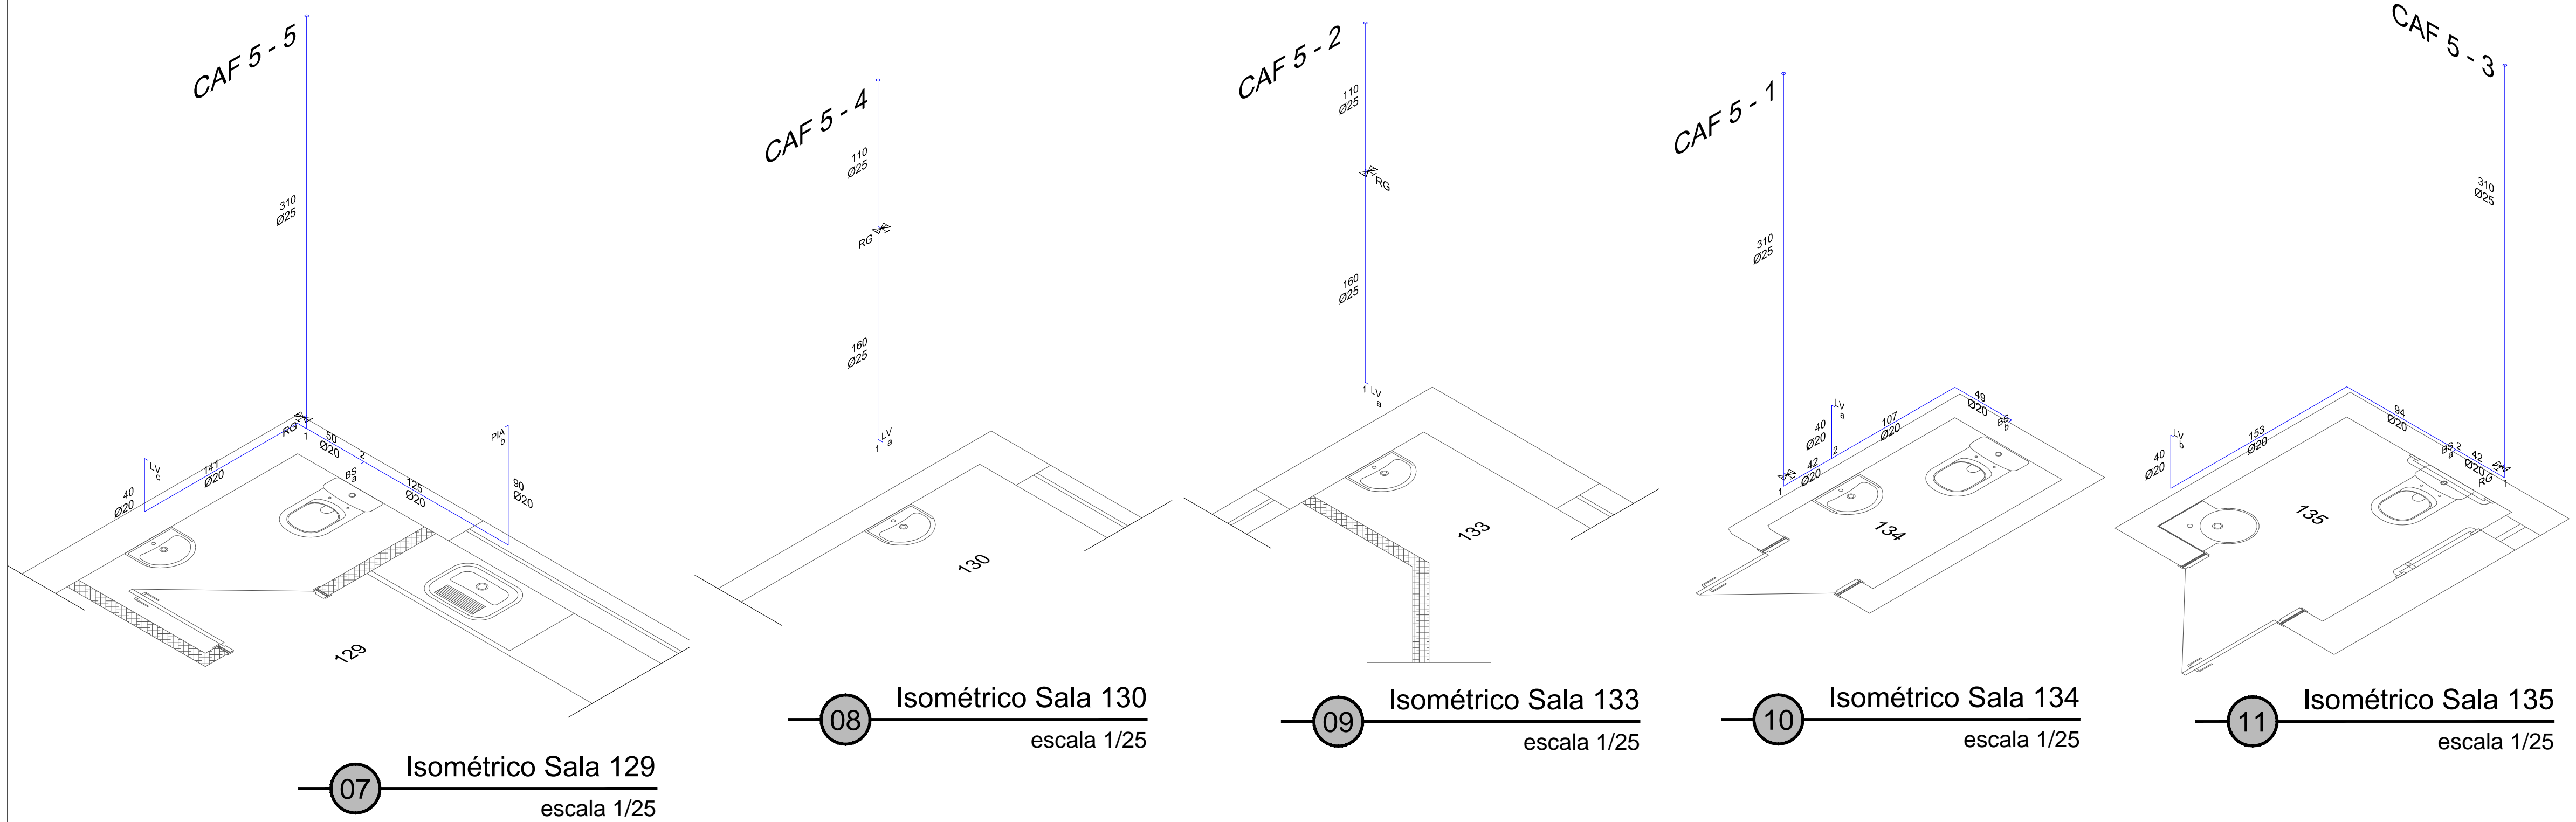 CAF 5 - 5
310
Ø25
RG
1
50
Ø20
2
BS
a
141
Ø20
LV
c
40
Ø20
125
Ø20
PIA
b
90
Ø20
129
07
Isométrico Sala 129
escala 1/25
CAF 5 - 4
110
Ø25
RG
160
Ø25
1
LV
a
130
08
Isométrico Sala 130
escala 1/25
CAF 5 - 2
110
Ø25
RG
160
Ø25
1
LV
a
133
09
Isométrico Sala 133
escala 1/25
CAF 5 - 1
310
Ø25
1
LV
a
40
Ø20
42
Ø20
2
107
Ø20
49
Ø20
BS
b
134
10
Isométrico Sala 134
escala 1/25
CAF 5 - 3
310
Ø25
LV
b
40
Ø20
153
Ø20
94
Ø20
BS
a
2
42
Ø20
RG
1
135
11
Isométrico Sala 135
escala 1/25